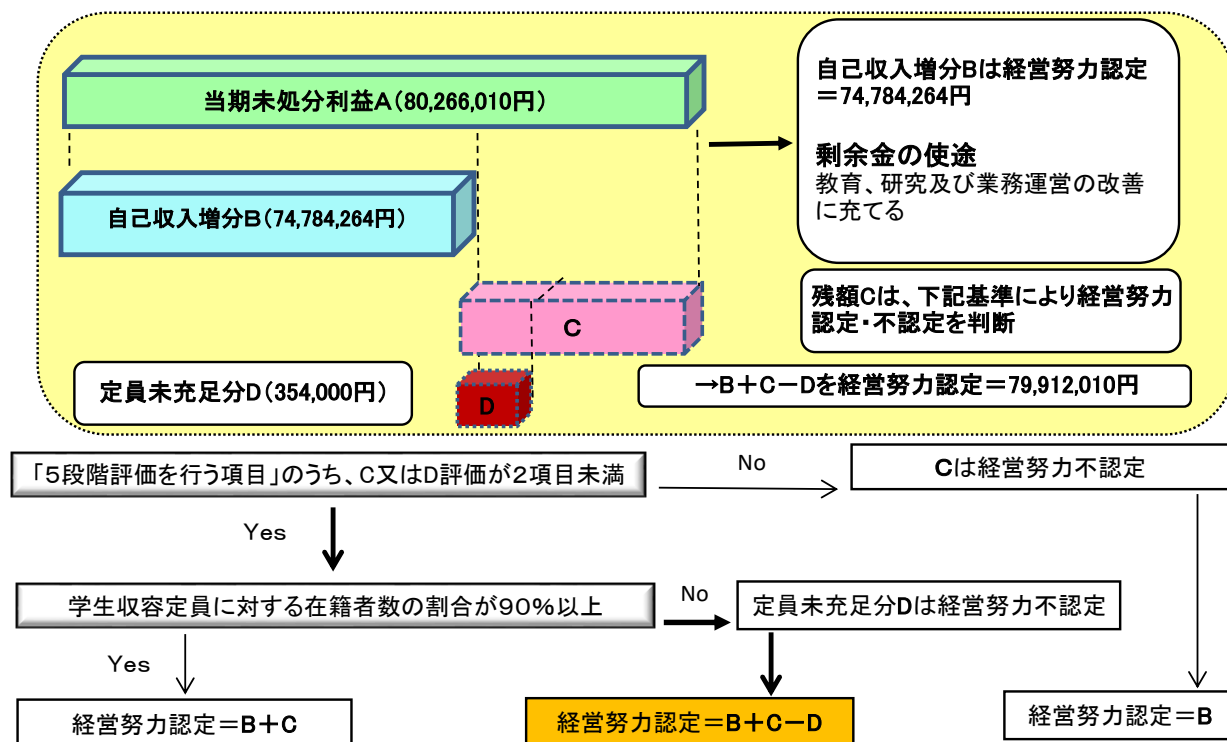 当期未処分利益A(80,266,010円)
自己収入増分Bは経営努力認定
=74,784,264円
剰余金の使途
教育、研究及び業務運営の改善
に充てる
自己収入増分B(74,784,264円)
残額Cは、下記基準により経営努力
認定・不認定を判断
C
定員未充足分D(354,000円)
D
→B+C-Dを経営努力認定=79,912,010円
「5段階評価を行う項目」のうち、C又はD評価が2項目未満
No
Cは経営努力不認定
Yes
学生収容定員に対する在籍者数の割合が90%以上
No
定員未充足分Dは経営努力不認定
Yes
経営努力認定=B+C
経営努力認定=B+C-D
経営努力認定=B